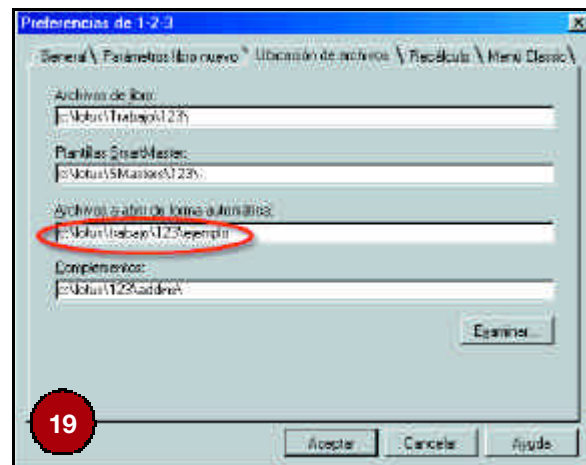 Preferencias de 1-2-3
General \ Parámetros libro nuevo \ Ubicación de archivos \ Recálculo \ Menú Classic \
Archivos de libro:
c:\lotus\Trabajo\123\
Plantillas SmartMaster:
c:\lotus\SMasters\123\
Archivos a abrir de forma automática:
c:\lotus\trabajo\123\ejemplo
Complementos:
c:\lotus\123\addins\
Examinar...
19
Aceptar Cancelar Ayuda